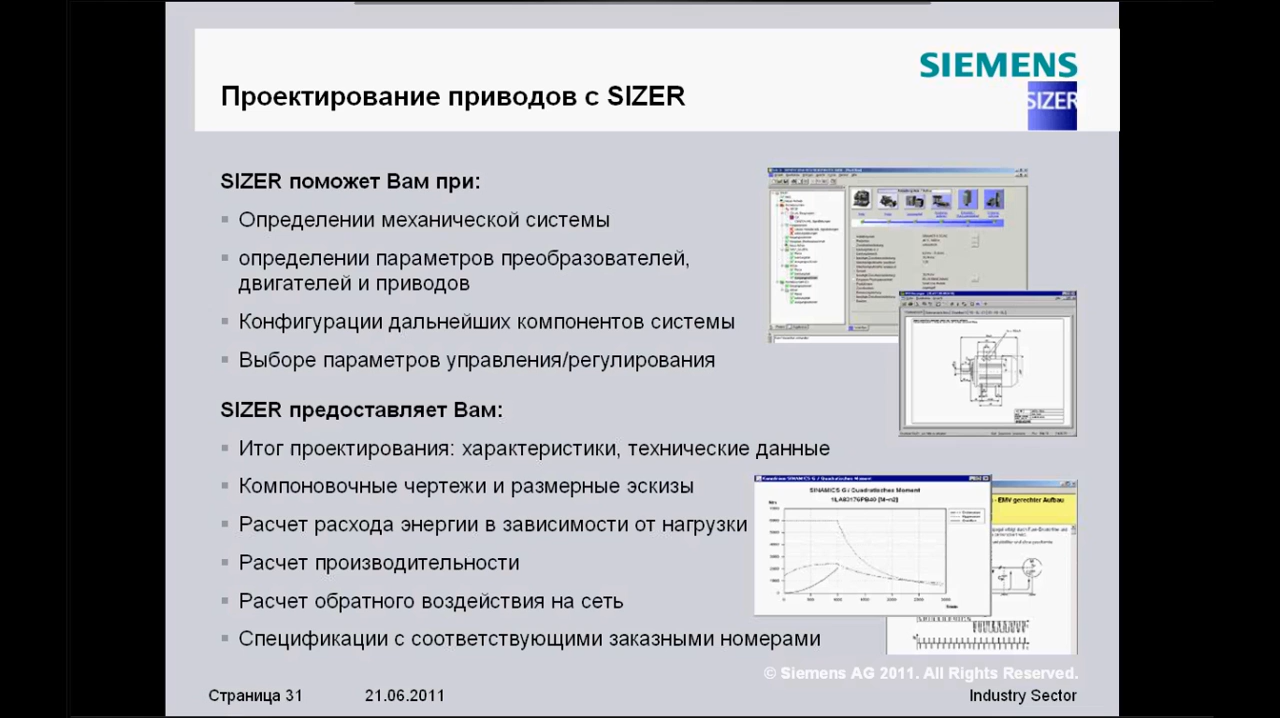 SIEMENS
SIZER
Проектирование приводов с SIZER
SIZER поможет Вам при:
Определении механической системы
определении параметров преобразователей,
двигателей и приводов
Конфигурации дальнейших компонентов системы
Выборе параметров управления/регулирования
SIZER предоставляет Вам:
Итог проектирования: характеристики, технические данные
Компоновочные чертежи и размерные эскизы
Расчет расхода энергии в зависимости от нагрузки
Расчет производительности
Расчет обратного воздействия на сеть
Спецификации с соответствующими заказными номерами
SINAMICS G / Quadratisches Moment
- EMV gerechter Aufbau
© Siemens AG 2011. All Rights Reserved.
Страница 31
21.06.2011
Industry Sector